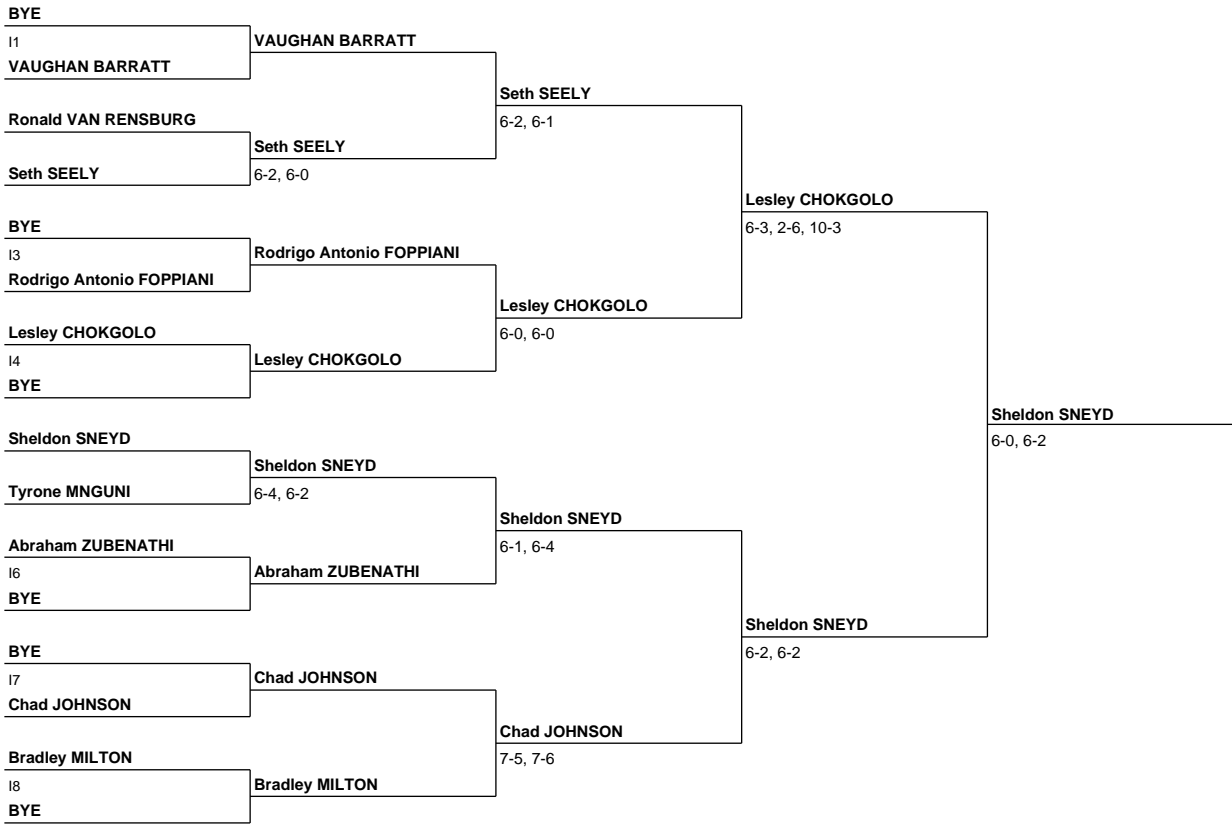 BYE
I1
VAUGHAN BARRATT
VAUGHAN BARRATT
Ronald VAN RENSBURG
Seth SEELY
Seth SEELY
6-2, 6-0
Seth SEELY
6-2, 6-1
BYE
I3
Rodrigo Antonio FOPPIANI
Rodrigo Antonio FOPPIANI
Lesley CHOKGOLO
I4
BYE
Lesley CHOKGOLO
Lesley CHOKGOLO
6-0, 6-0
Lesley CHOKGOLO
6-3, 2-6, 10-3
Sheldon SNEYD
Tyrone MNGUNI
Sheldon SNEYD
6-4, 6-2
Abraham ZUBENATHI
I6
BYE
Abraham ZUBENATHI
Sheldon SNEYD
6-1, 6-4
BYE
I7
Chad JOHNSON
Chad JOHNSON
Bradley MILTON
I8
BYE
Bradley MILTON
Chad JOHNSON
7-5, 7-6
Sheldon SNEYD
6-2, 6-2
Sheldon SNEYD
6-0, 6-2